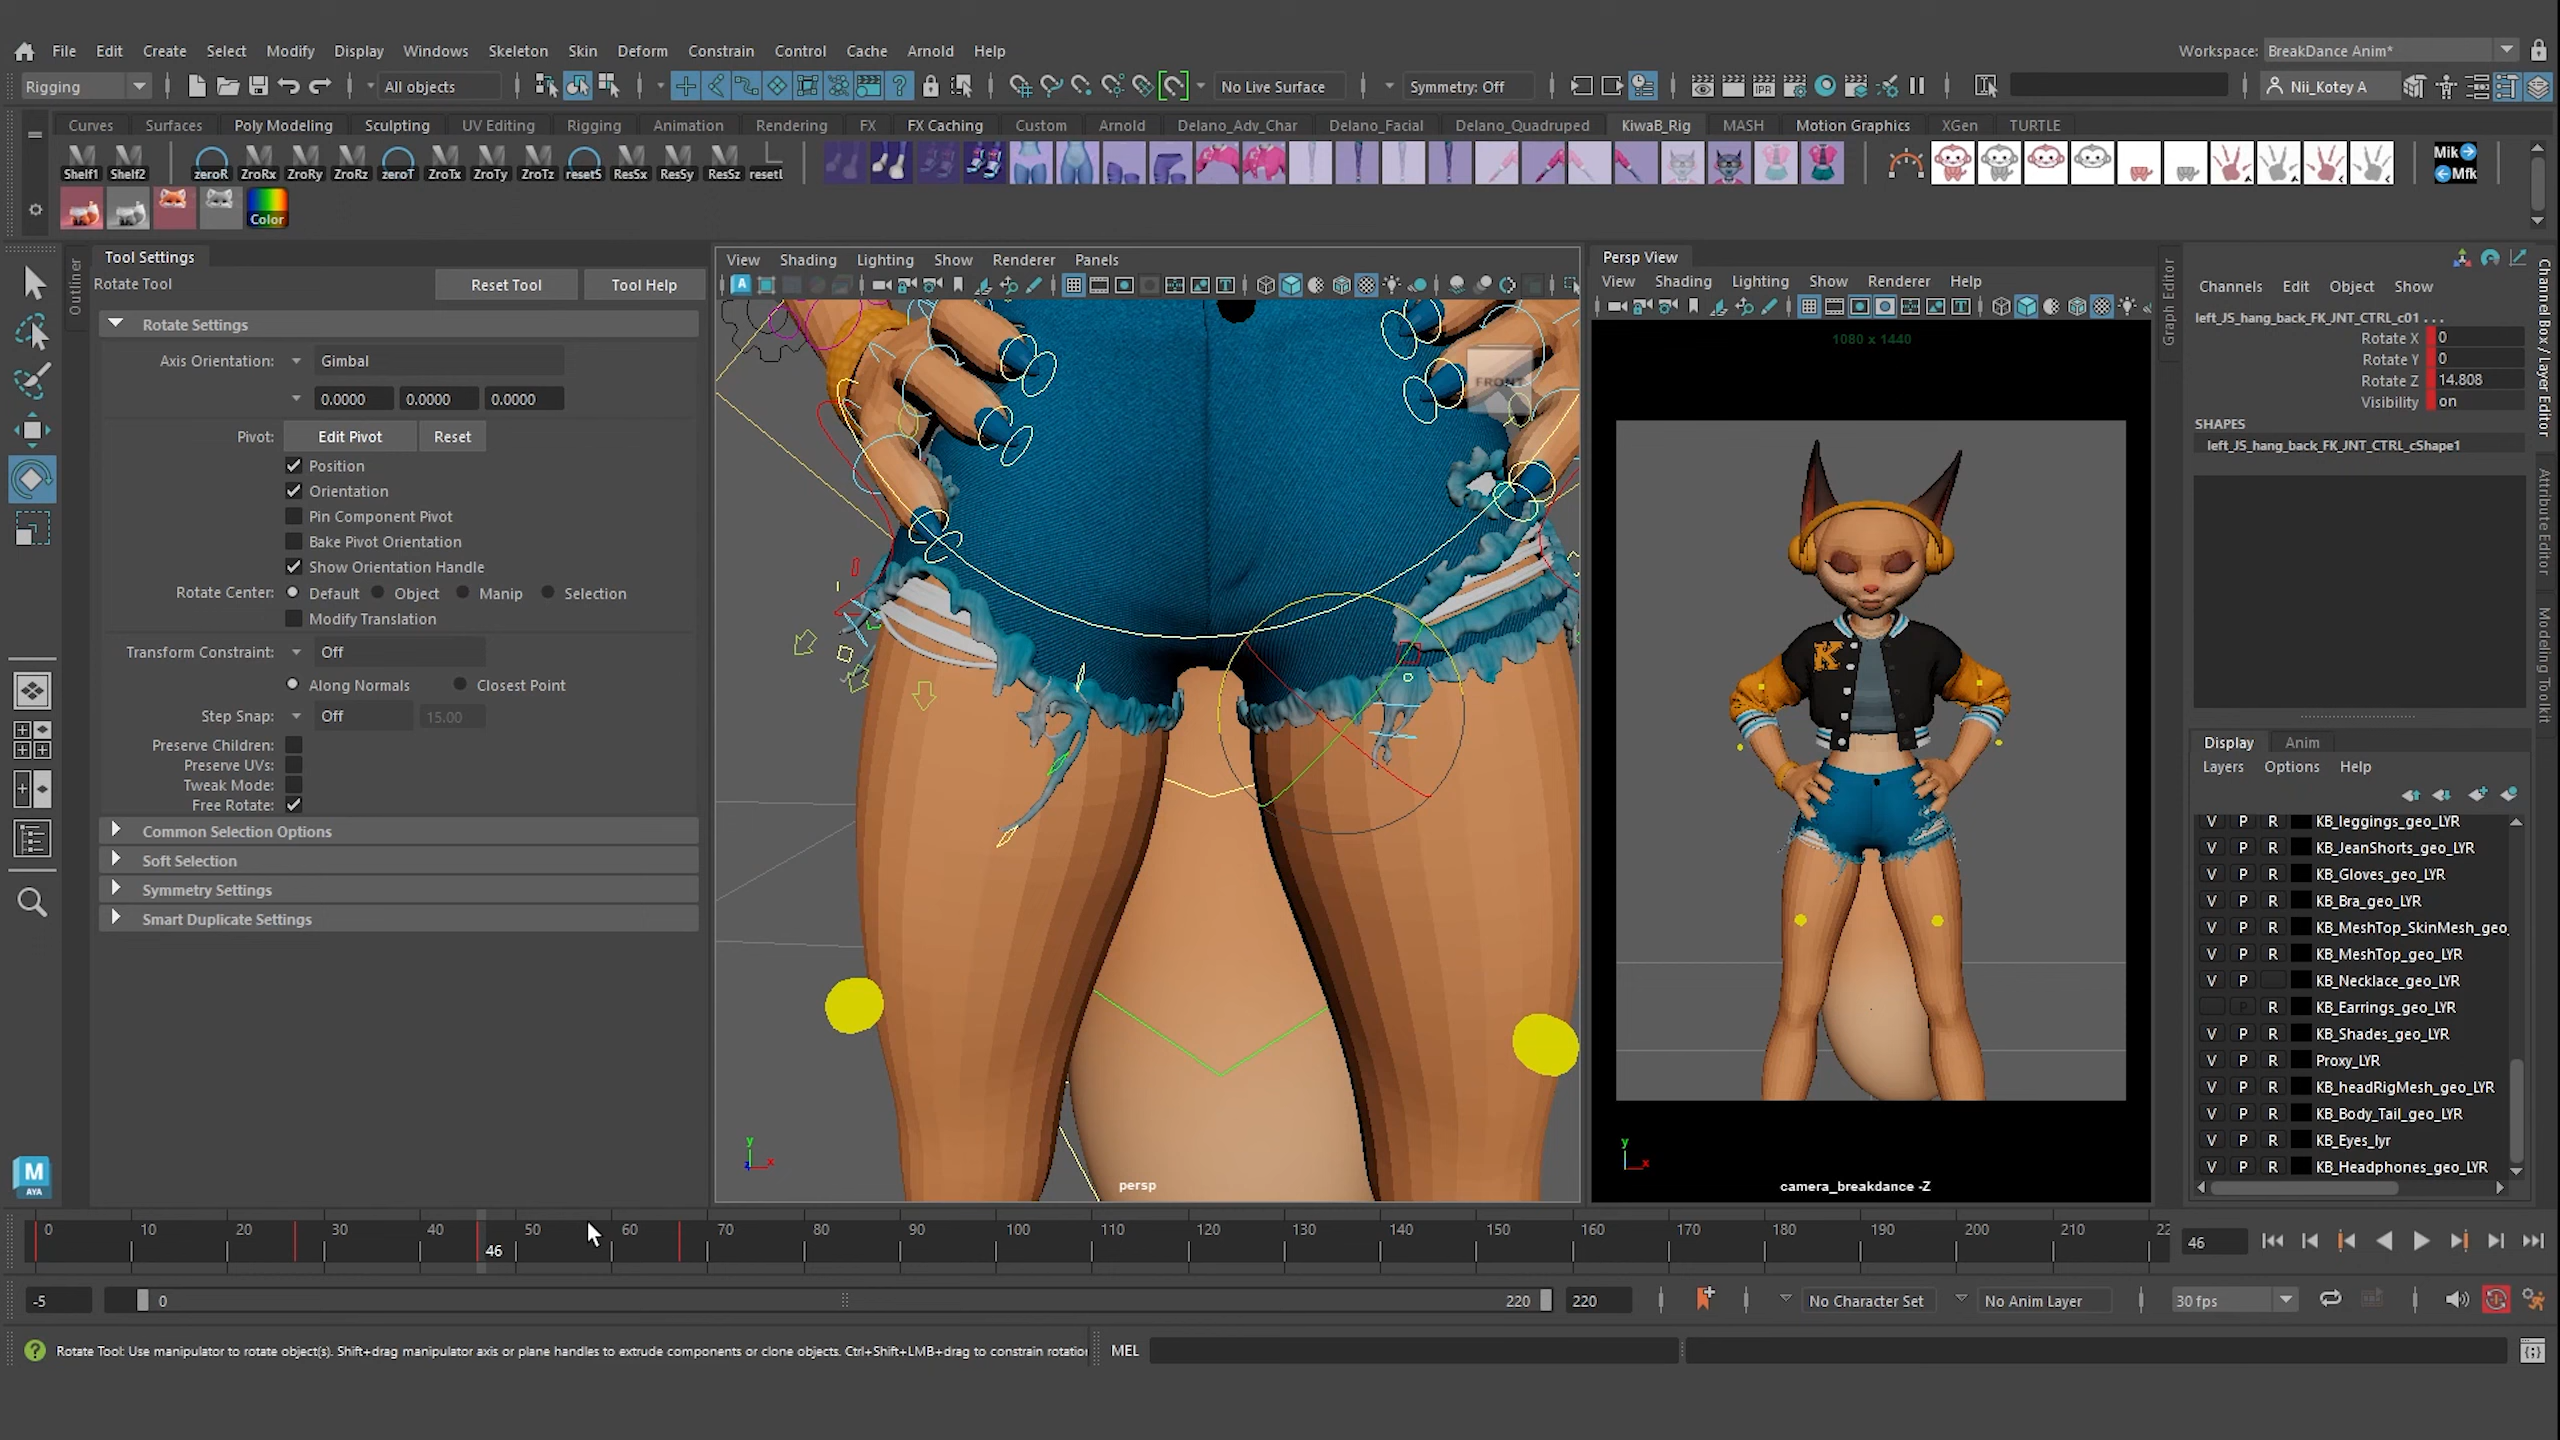 File Edit Create Select Modify Display Windows Skeleton Skin Deform Constrain Control Cache Arnold Help
Workspace: BreakDance Anim*
Rigging
All objects
No Live Surface
Symmetry: Off
IPR
Nii_Kotey A
Curves Surfaces Poly Modeling Sculpting UV Editing Rigging Animation Rendering FX FX Caching Custom Arnold Delano_Adv_Char Delano_Facial Delano_Quadruped KiwaB_Rig MASH Motion Graphics XGen TURTLE
Shelf1 Shelf2 zeroR ZroRx ZroRy ZroRz zeroT ZroTx ZroTy ZroTz resetS ResSx ResSy ResSz resetL
Mik
Mfk
Color
Outliner
Tool Settings
Rotate Tool
Reset Tool
Tool Help
Rotate Settings
Axis Orientation: Gimbal
0.0000 0.0000 0.0000
Pivot: Edit Pivot Reset
Position
Orientation
Pin Component Pivot
Bake Pivot Orientation
Show Orientation Handle
Rotate Center: Default Object Manip Selection
Modify Translation
Transform Constraint: Off
Along Normals Closest Point
Step Snap: Off 15.00
Preserve Children:
Preserve UVs:
Tweak Mode:
Free Rotate:
Common Selection Options
Soft Selection
Symmetry Settings
Smart Duplicate Settings
M
AYA
View Shading Lighting Show Renderer Panels
FRONT
y
x
persp
Persp View
View Shading Lighting Show Renderer Help
1080 x 1440
K
y
x
camera_breakdance -Z
Graph Editor
Channels Edit Object Show
left_JS_hang_back_FK_JNT_CTRL_c01 . . .
Rotate X 0
Rotate Y 0
Rotate Z 14.808
Visibility on
SHAPES
left_JS_hang_back_FK_JNT_CTRL_cShape1
Display Anim
Layers Options Help
V P R KB_leggings_geo_LYR
V P R KB_JeanShorts_geo_LYR
V P R KB_Gloves_geo_LYR
V P R KB_Bra_geo_LYR
V P R KB_MeshTop_SkinMesh_geo_
V P R KB_MeshTop_geo_LYR
V P KB_Necklace_geo_LYR
P R KB_Earrings_geo_LYR
V P R KB_Shades_geo_LYR
V P R Proxy_LYR
V P R KB_headRigMesh_geo_LYR
V P R KB_Body_Tail_geo_LYR
V P R KB_Eyes_lyr
V P R KB_Headphones_geo_LYR
Channel Box / Layer Editor
Attribute Editor
Modeling Toolkit
0 10 20 30 40 50 60 70 80 90 100 110 120 130 140 150 160 170 180 190 200 210 22
46
46
-5
0
220
220
No Character Set
No Anim Layer
30 fps
Rotate Tool: Use manipulator to rotate object(s). Shift+drag manipulator axis or plane handles to extrude components or clone objects. Ctrl+Shift+LMB+drag to constrain rotation
MEL